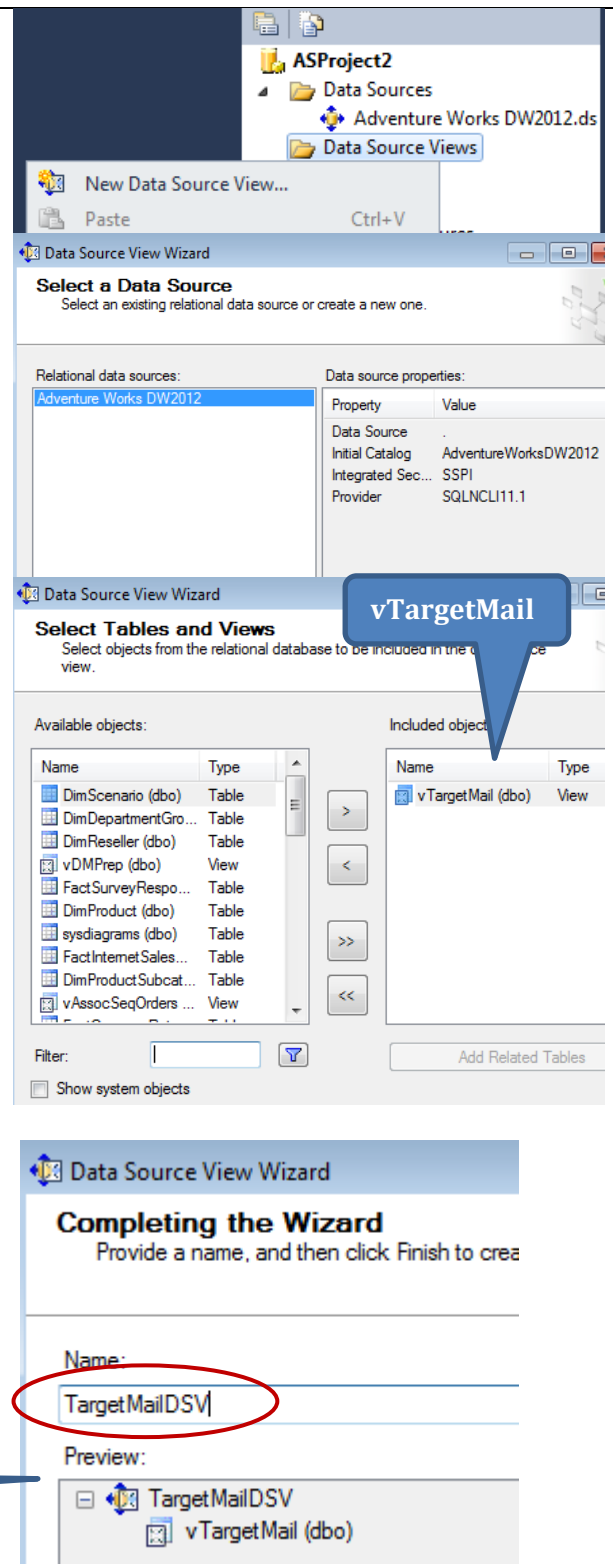 ASProject2
Data Sources
Adventure Works DW2012.ds
Data Source Views
New Data Source View...
Paste Ctrl+V
Data Source View Wizard
Select a Data Source
Select an existing relational data source or create a new one.
Relational data sources:
Adventure Works DW2012
Data source properties:
Property Value
Data Source .
Initial Catalog AdventureWorksDW2012
Integrated Sec... SSPI
Provider SQLNCLI11.1
Data Source View Wizard
vTargetMail
Select Tables and Views
Select objects from the relational database to be included in the
view.
Available objects:
Name Type
DimScenario (dbo) Table
DimDepartmentGro... Table
DimReseller (dbo) Table
vDMPrep (dbo) View
FactSurveyRespo... Table
DimProduct (dbo) Table
sysdiagrams (dbo) Table
FactInternetSales... Table
DimProductSubcat... Table
vAssocSeqOrders ... View
>
<
>>
<<
Included object
Name Type
vTargetMail (dbo) View
Filter:
Add Related Tables
Show system objects
Data Source View Wizard
Completing the Wizard
Provide a name, and then click Finish to crea
Name:
TargetMailDSV
Preview:
TargetMailDSV
vTargetMail (dbo)